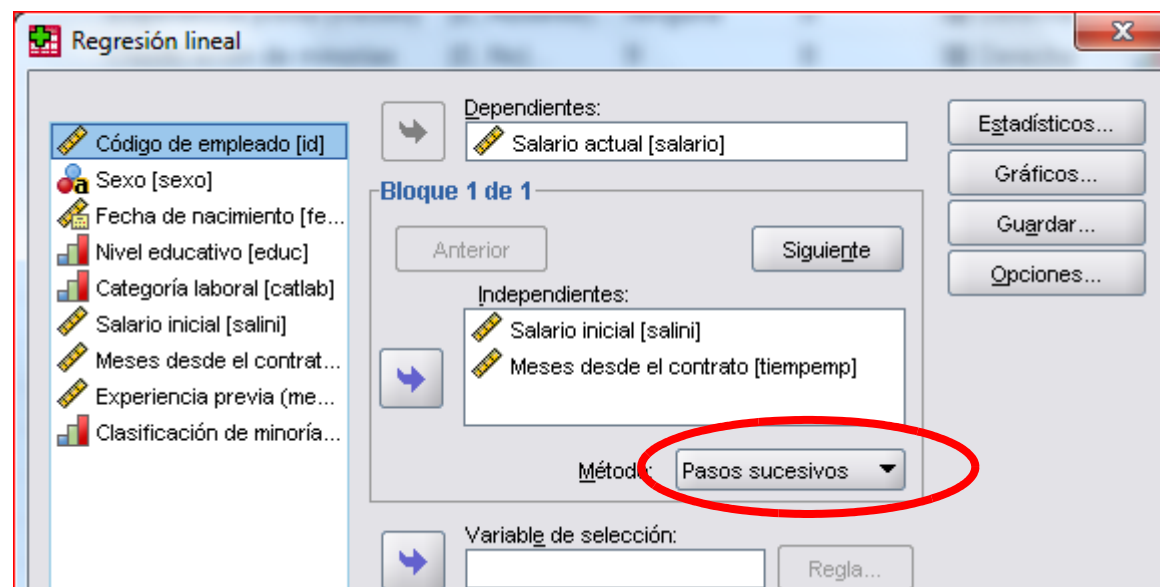 Regresión lineal
Código de empleado [id]
Sexo [sexo]
Fecha de nacimiento [fe...
Nivel educativo [educ]
Categoría laboral [catlab]
Salario inicial [salini]
Meses desde el contrat...
Experiencia previa (me...
Clasificación de minoría...
Dependientes:
Salario actual [salario]
Bloque 1 de 1
Anterior
Siguiente
Independientes:
Salario inicial [salini]
Meses desde el contrato [tiempemp]
Método: Pasos sucesivos
Variable de selección:
Regla...
Estadísticos...
Gráficos...
Guardar...
Opciones...